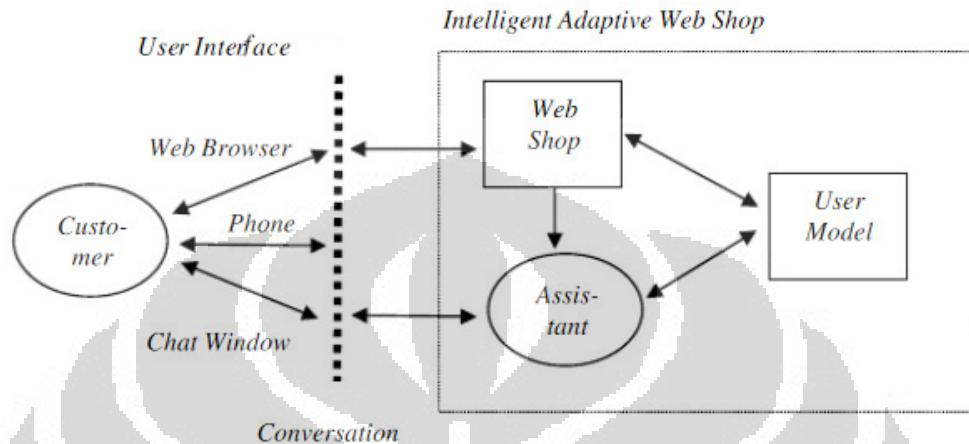 Intelligent Adaptive Web Shop
User Interface
Web
Shop
Web Browser
User
Model
Phone
Custo-
mer
Assis-
tant
Chat Window
Conversation